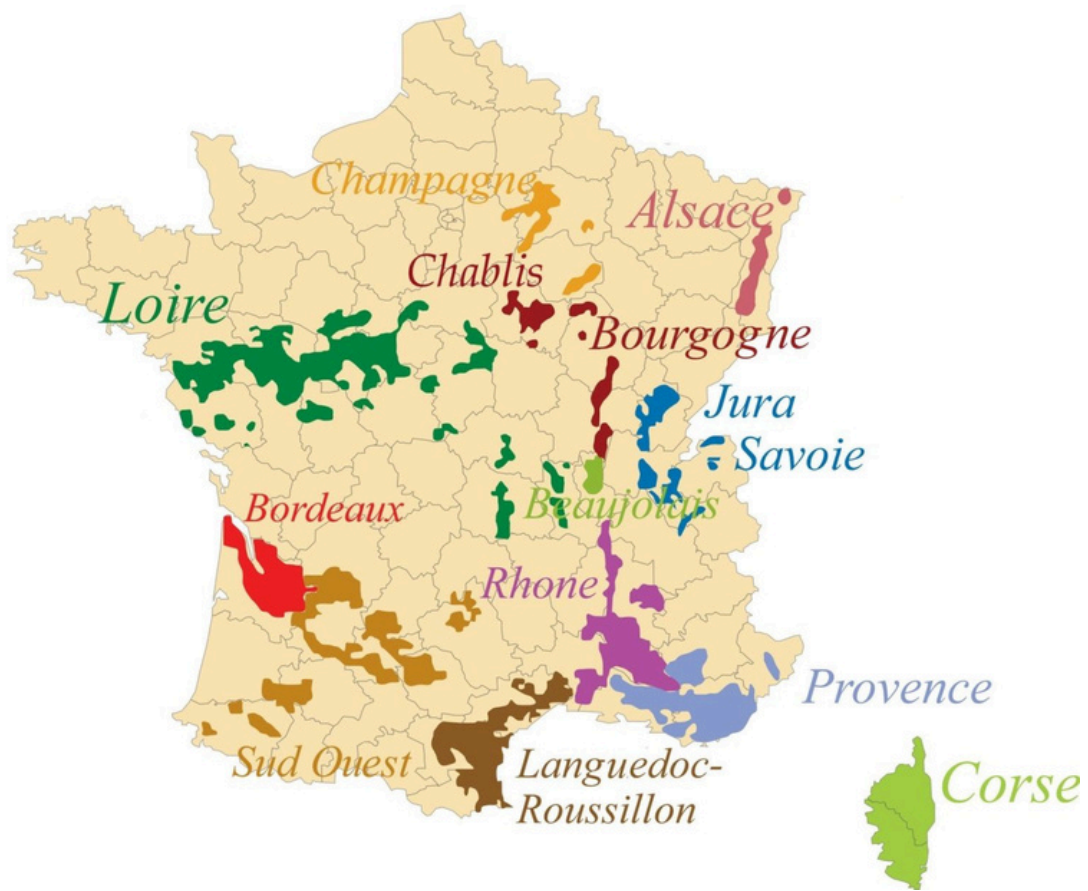 Champagne
Alsace
Chablis
Loire
Bourgogne
Jura
Savoie
Beaujolais
Bordeaux
Rhone
Provence
Sud Ouest
Languedoc-
Roussillon
Corse